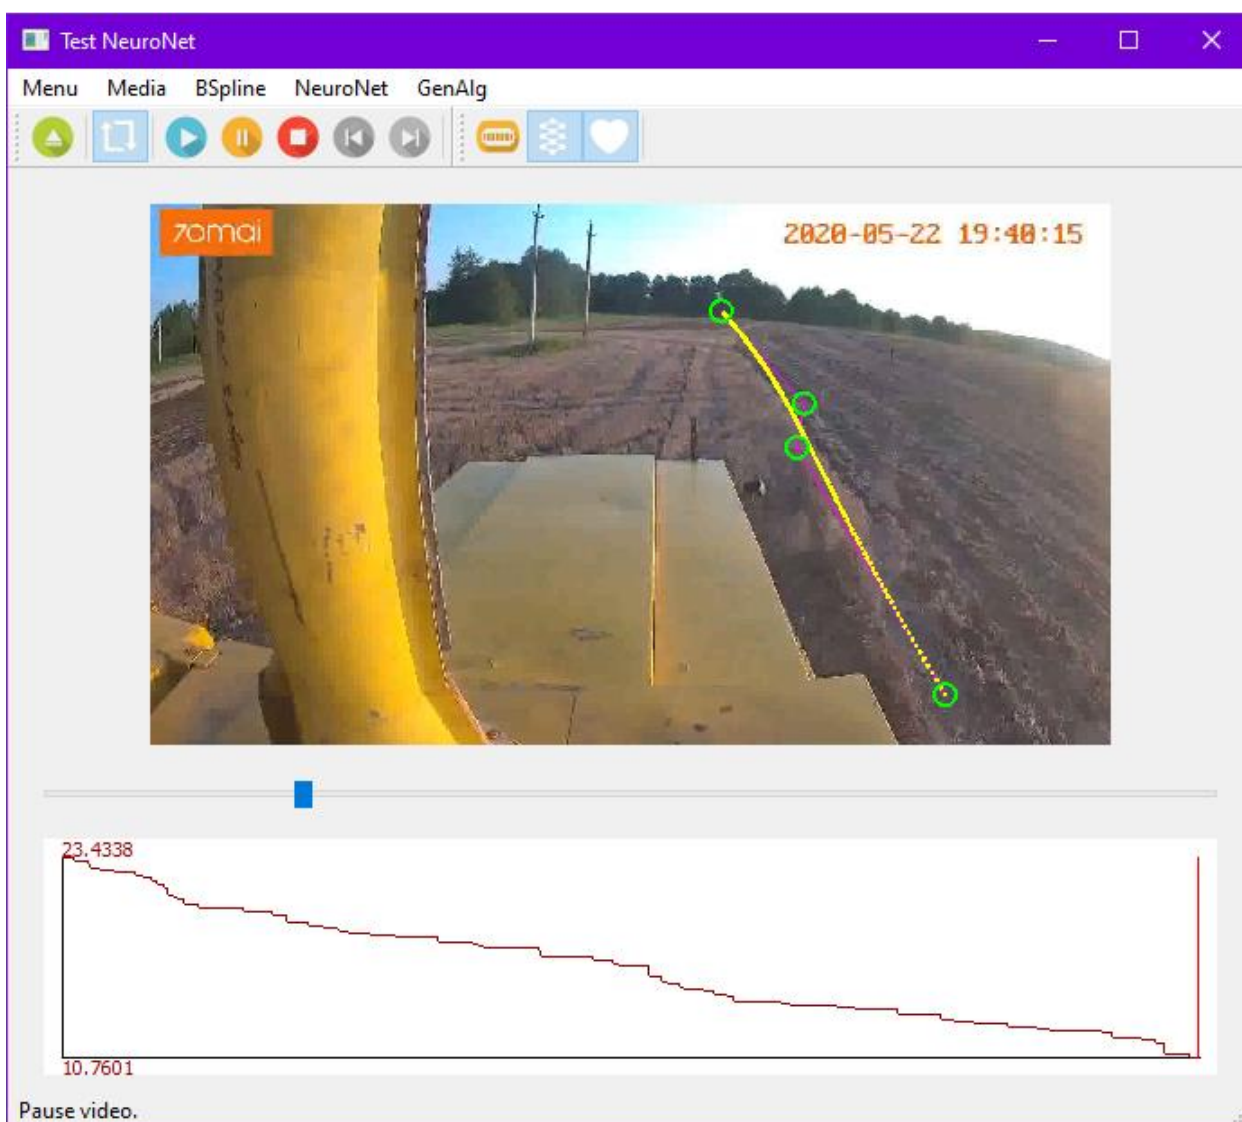 Test NeuroNet
Menu Media BSpline NeuroNet GenAlg
70mai 2020-05-22 19:40:15
23.4338
10.7601
Pause video.